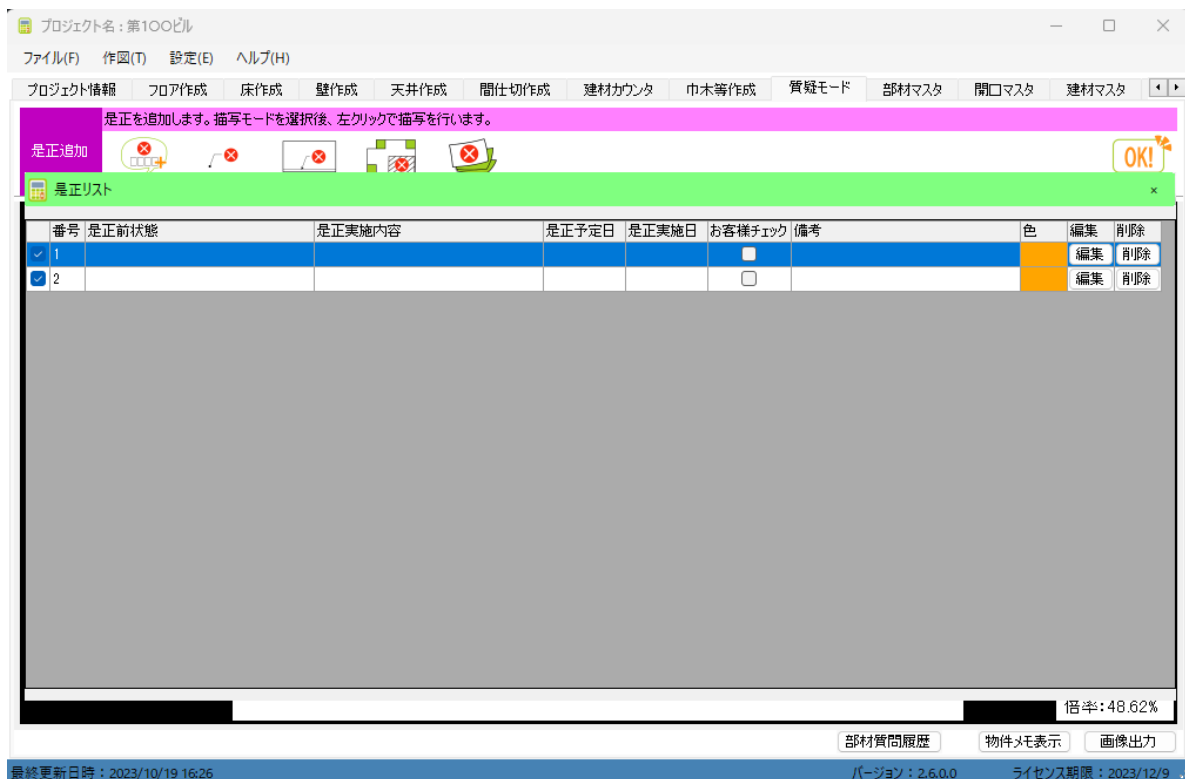 プロジェクト名：第1○○ビル
ファイル(F) 作図(T) 設定(E) ヘルプ(H)
プロジェクト情報 フロア作成 床作成 壁作成 天井作成 間仕切作成 建材カウンタ 巾木等作成 質疑モード 部材マスタ 開口マスタ 建材マスタ
是正を追加します。描写モードを選択後、左クリックで描写を行います。
是正追加 OK!
是正リスト ×
番号 是正前状態 是正実施内容 是正予定日 是正実施日 お客様チェック 備考 色 編集 削除
1 編集 削除
2 編集 削除
倍率：48.62%
部材質問履歴 物件メモ表示 画像出力
最終更新日時：2023/10/19 16:26 バージョン：2.6.0.0 ライセンス期限：2023/12/9